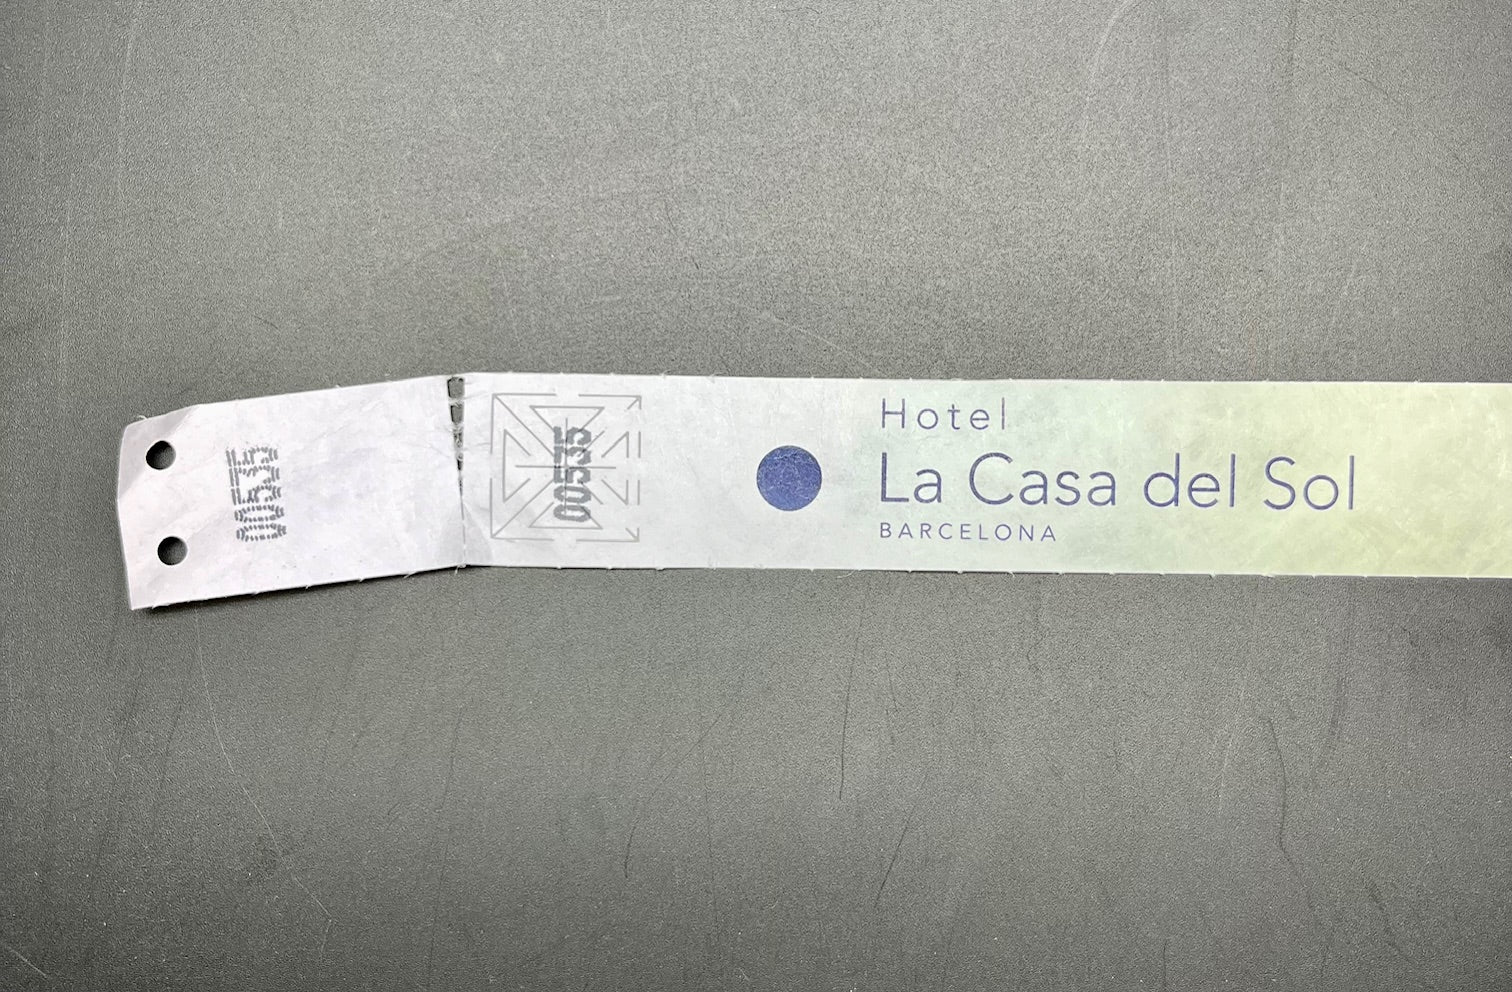 00535
00535
Hotel
La Casa del Sol
BARCELONA